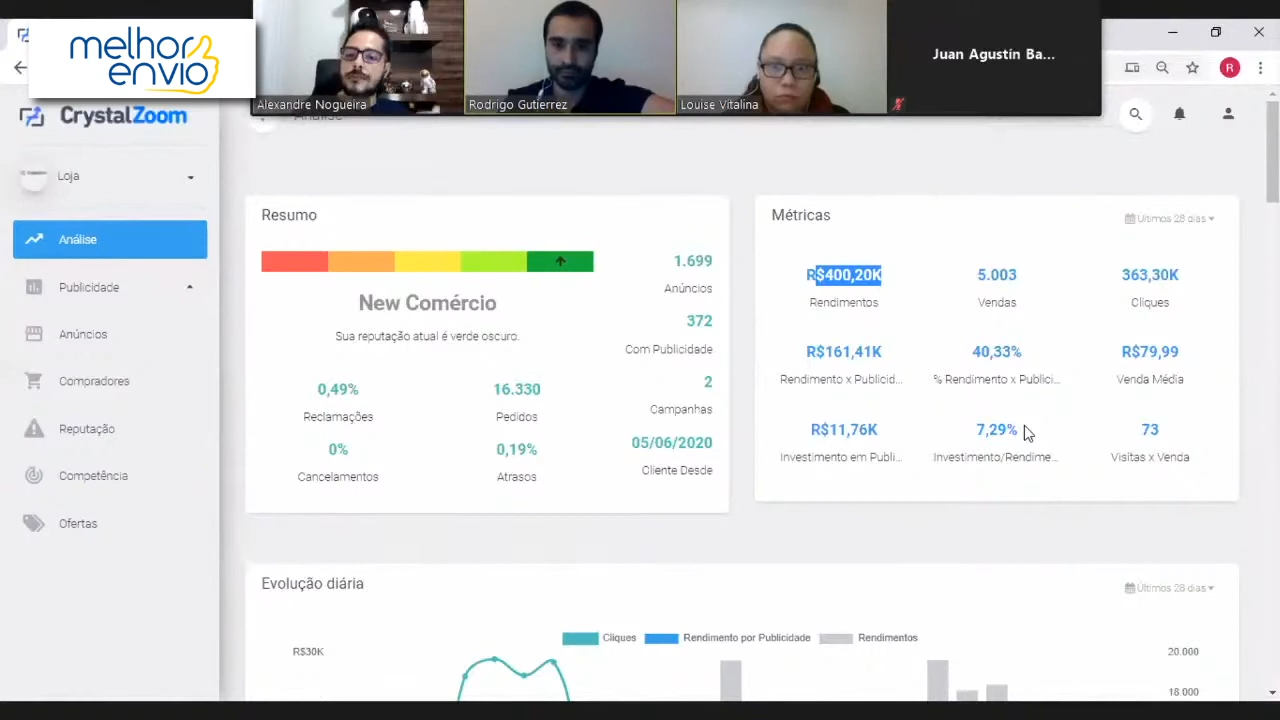 melhor
envio
Alexandre Nogueira
Rodrigo Gutierrez
Louise Vitalina
Juan Agustín Ba...
R
CrystalZoom
Análise
Loja
Análise
Publicidade
Anúncios
Compradores
Reputação
Competência
Ofertas
Resumo
New Comércio
Sua reputação atual é verde oscuro.
0,49%
Reclamações
16.330
Pedidos
0%
Cancelamentos
0,19%
Atrasos
1.699
Anúncios
372
Com Publicidade
2
Campanhas
05/06/2020
Cliente Desde
Métricas
Últimos 28 dias
R$400,20K
Rendimentos
5.003
Vendas
363,30K
Cliques
R$161,41K
Rendimento x Publicid...
40,33%
% Rendimento x Publici...
R$79,99
Venda Média
R$11,76K
Investimento em Publi...
7,29%
Investimento/Rendime...
73
Visitas x Venda
Evolução diária
Últimos 28 dias
Cliques
Rendimento por Publicidade
Rendimentos
R$30K
20.000
18.000